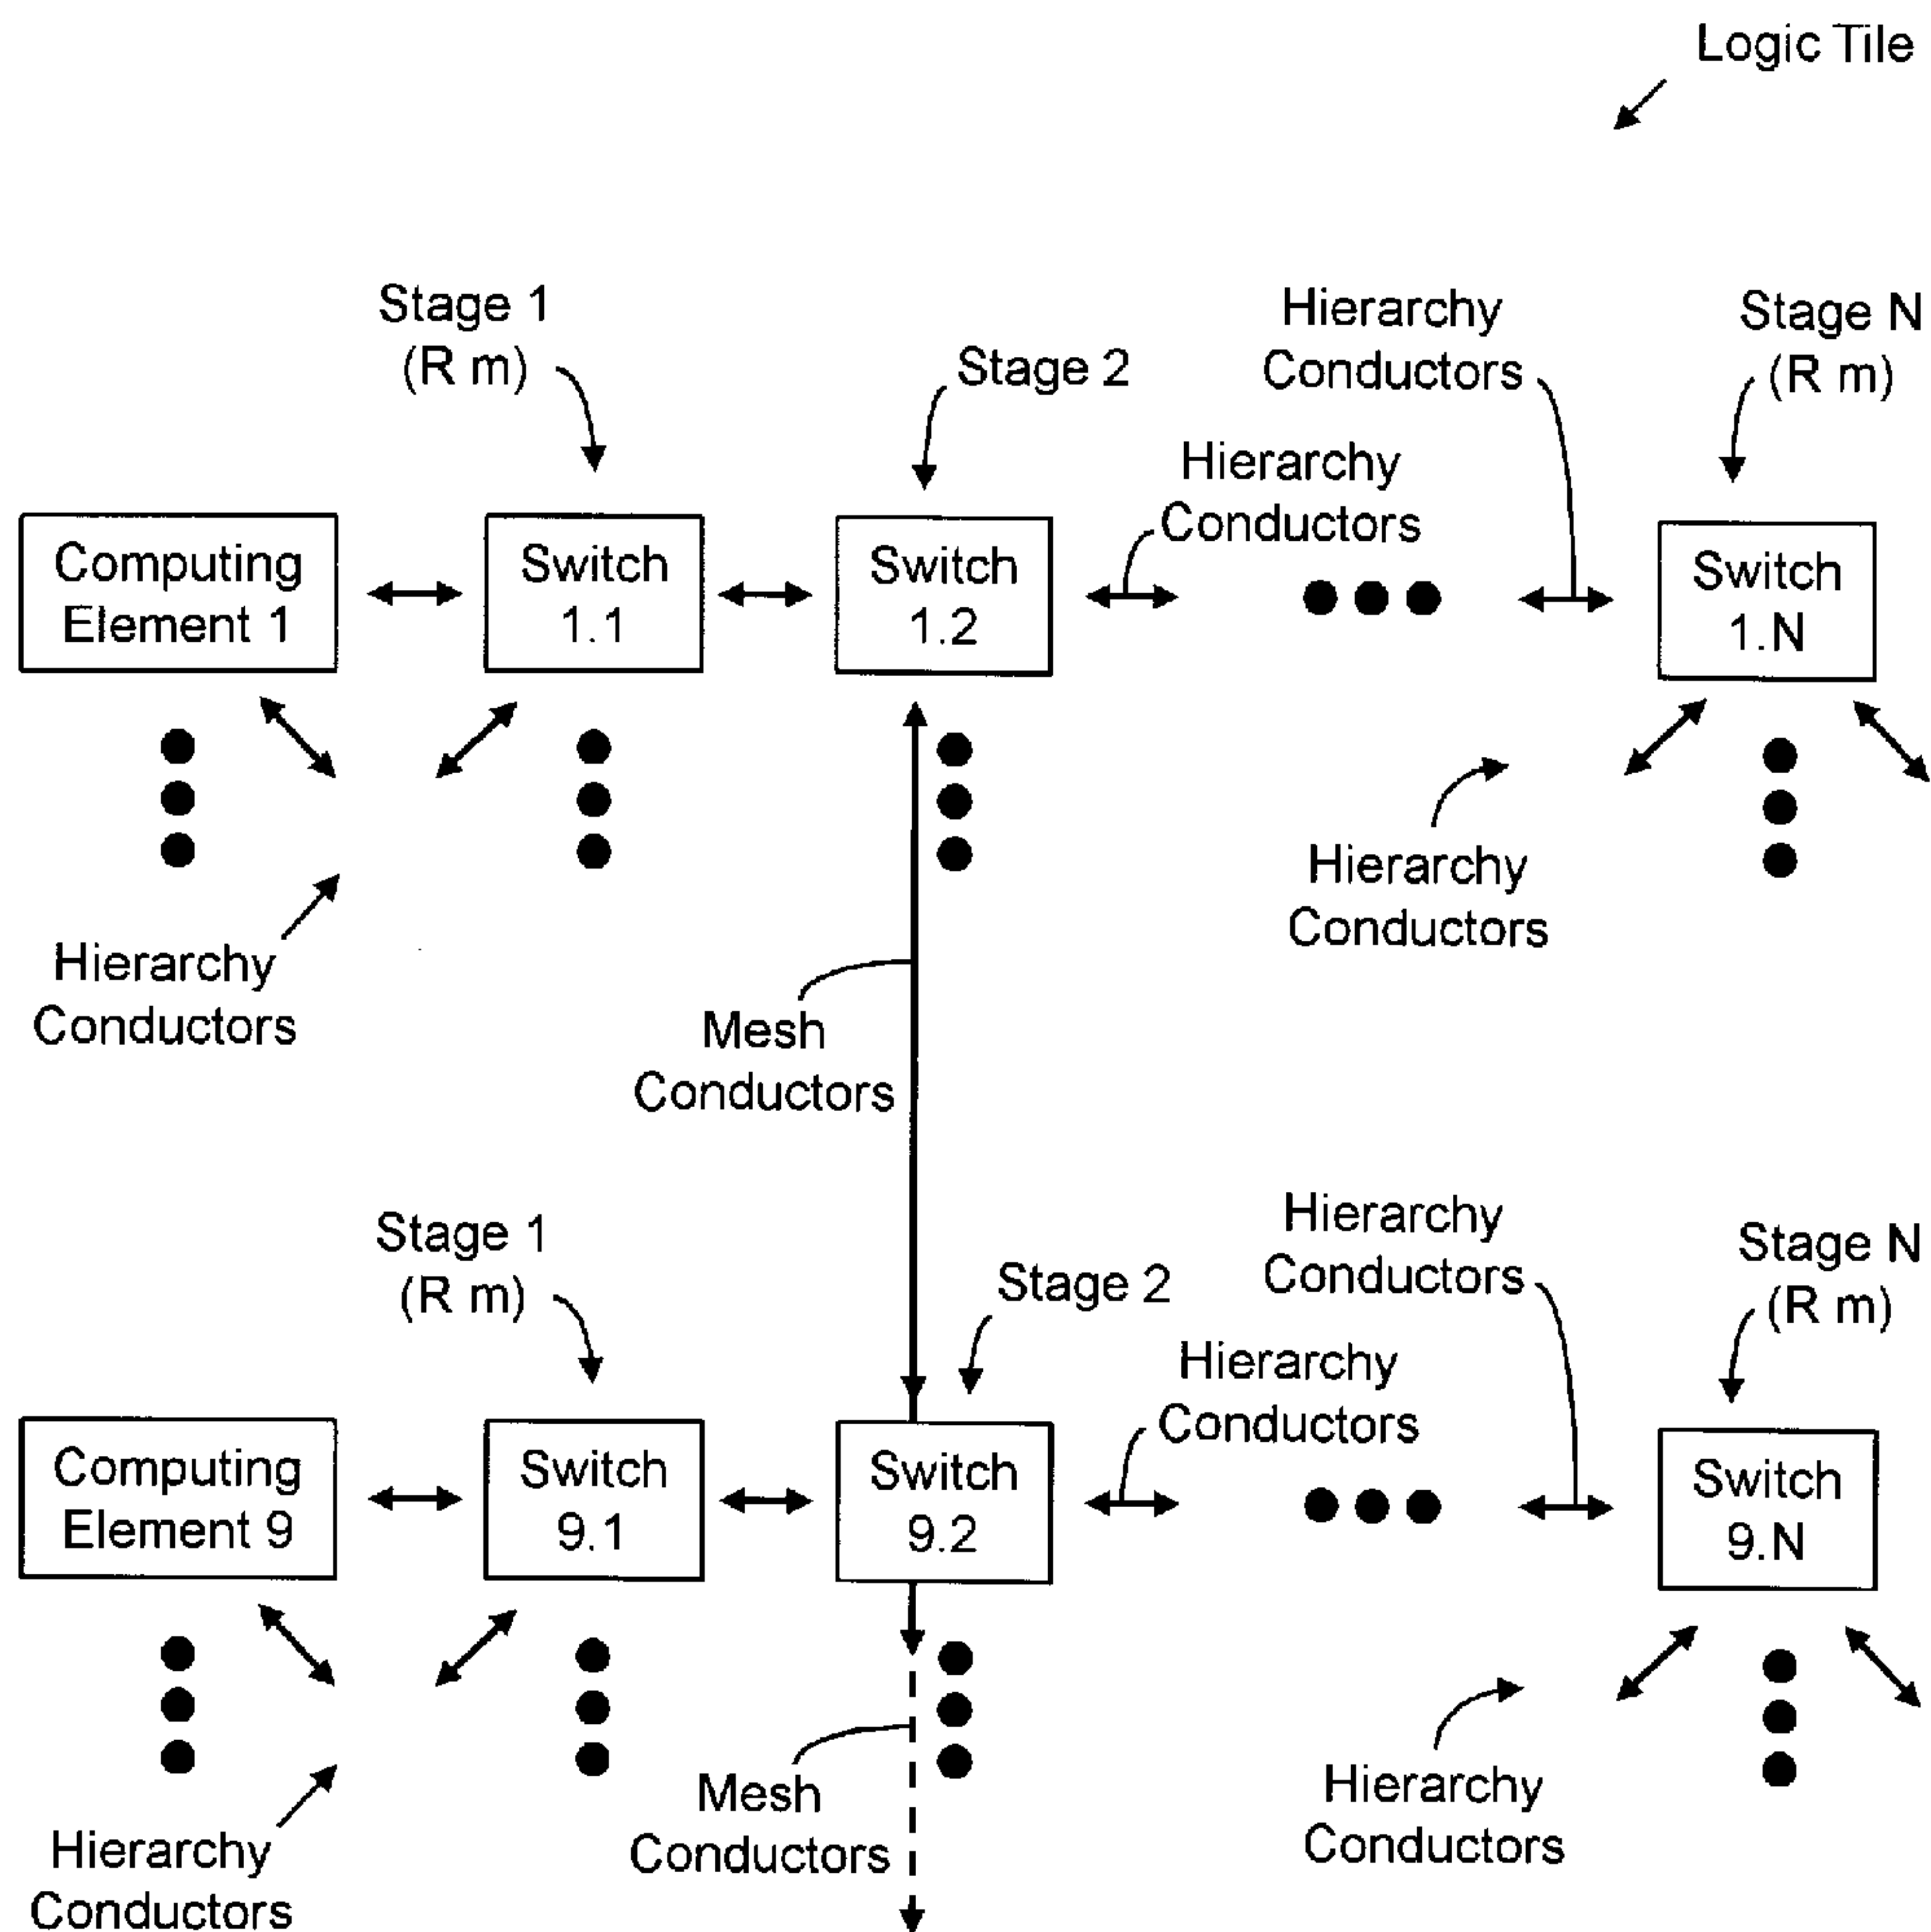 Logic Tile
Stage 1
(R m)
Stage 2
Hierarchy
Conductors
Stage N
(R m)
Hierarchy
Conductors
Computing
Element 1
Switch
1.1
Switch
1.2
Switch
1.N
Hierarchy
Conductors
Hierarchy
Conductors
Mesh
Conductors
Stage 1
(R m)
Stage 2
Hierarchy
Conductors
Stage N
(R m)
Hierarchy
Conductors
Computing
Element 9
Switch
9.1
Switch
9.2
Switch
9.N
Hierarchy
Conductors
Mesh
Conductors
Hierarchy
Conductors